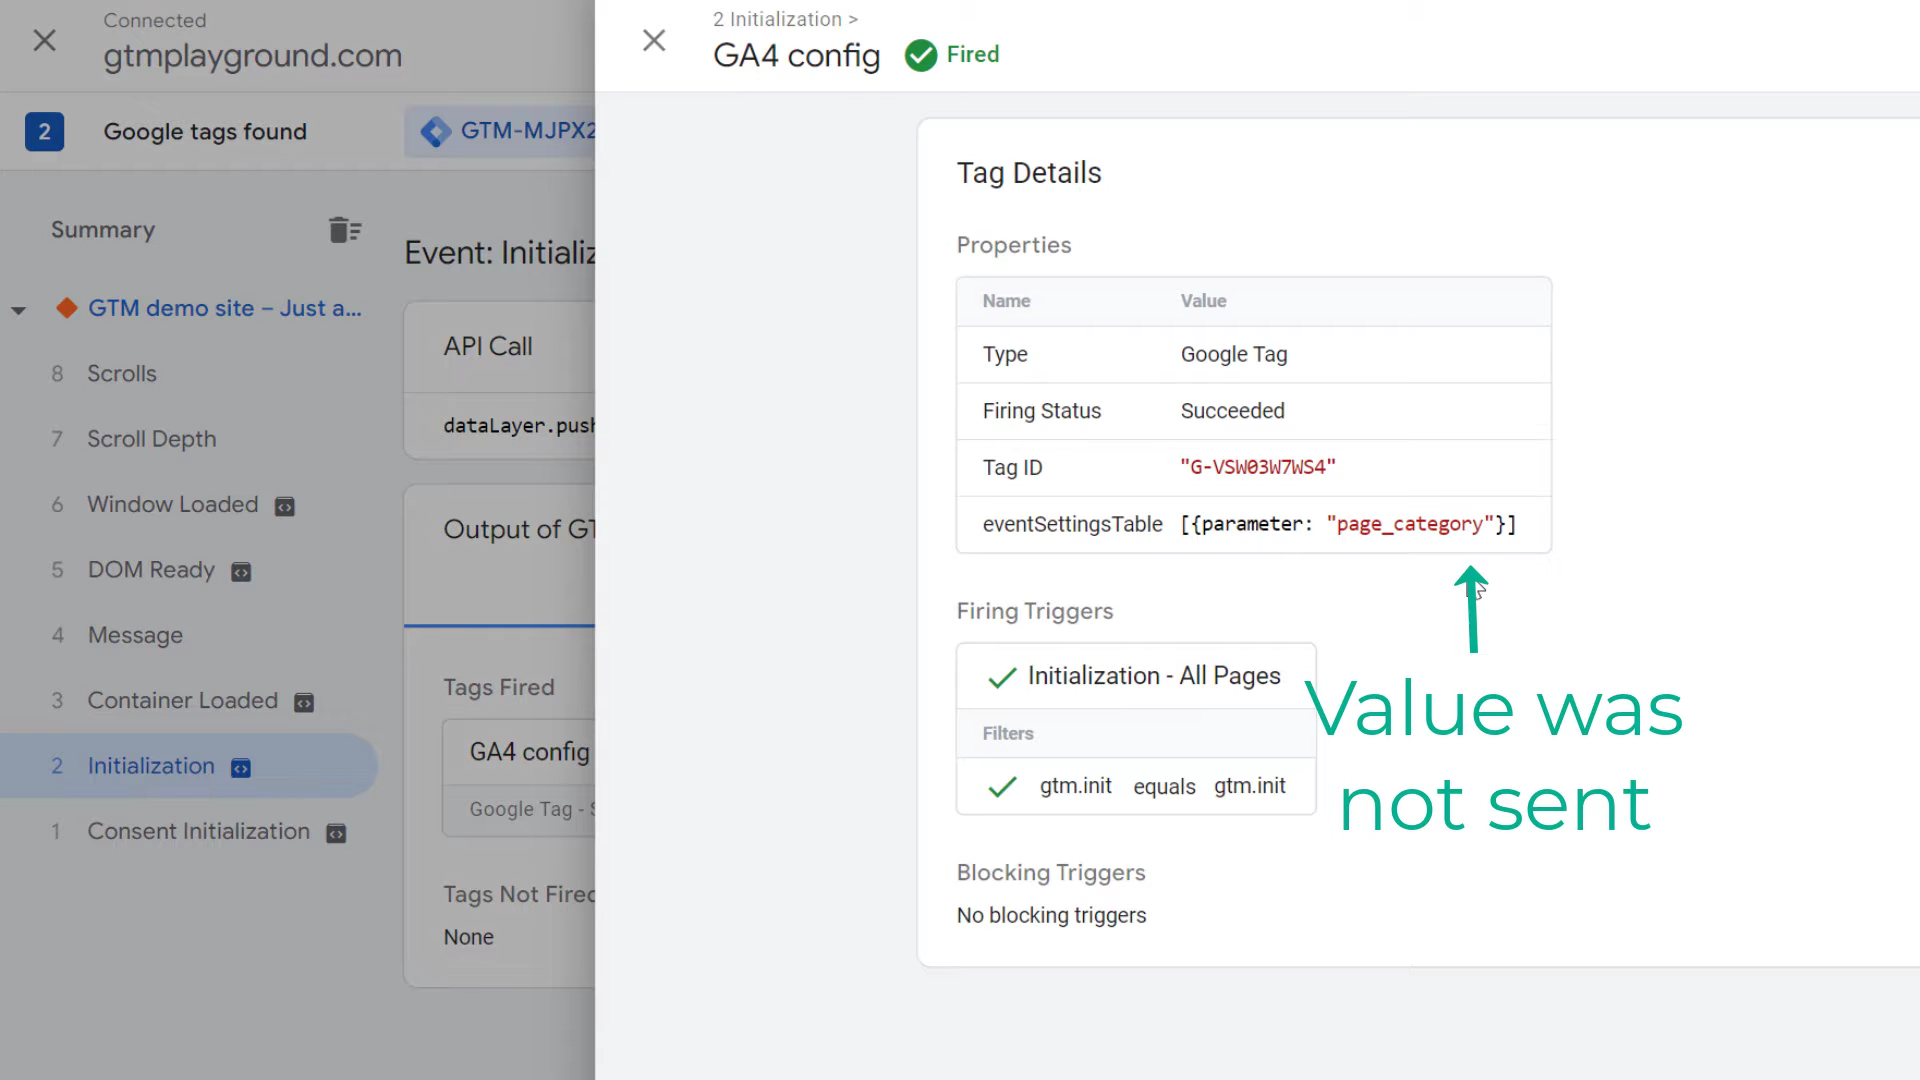 Connected
gtmplayground.com
2
Google tags found
GTM-MJPX2
Summary
GTM demo site – Just a...
8 Scrolls
7 Scroll Depth
6 Window Loaded
5 DOM Ready
4 Message
3 Container Loaded
2 Initialization
1 Consent Initialization
Event: Initializ
API Call
dataLayer.push
Output of GT
Tags Fired
GA4 config
Google Tag - S
Tags Not Fired
None
2 Initialization >
GA4 config
Fired
Tag Details
Properties
Name Value
Type Google Tag
Firing Status Succeeded
Tag ID "G-VSW03W7WS4"
eventSettingsTable [{parameter: "page_category"}]
Firing Triggers
Initialization - All Pages
Filters
gtm.init equals gtm.init
Blocking Triggers
No blocking triggers
Value was
not sent